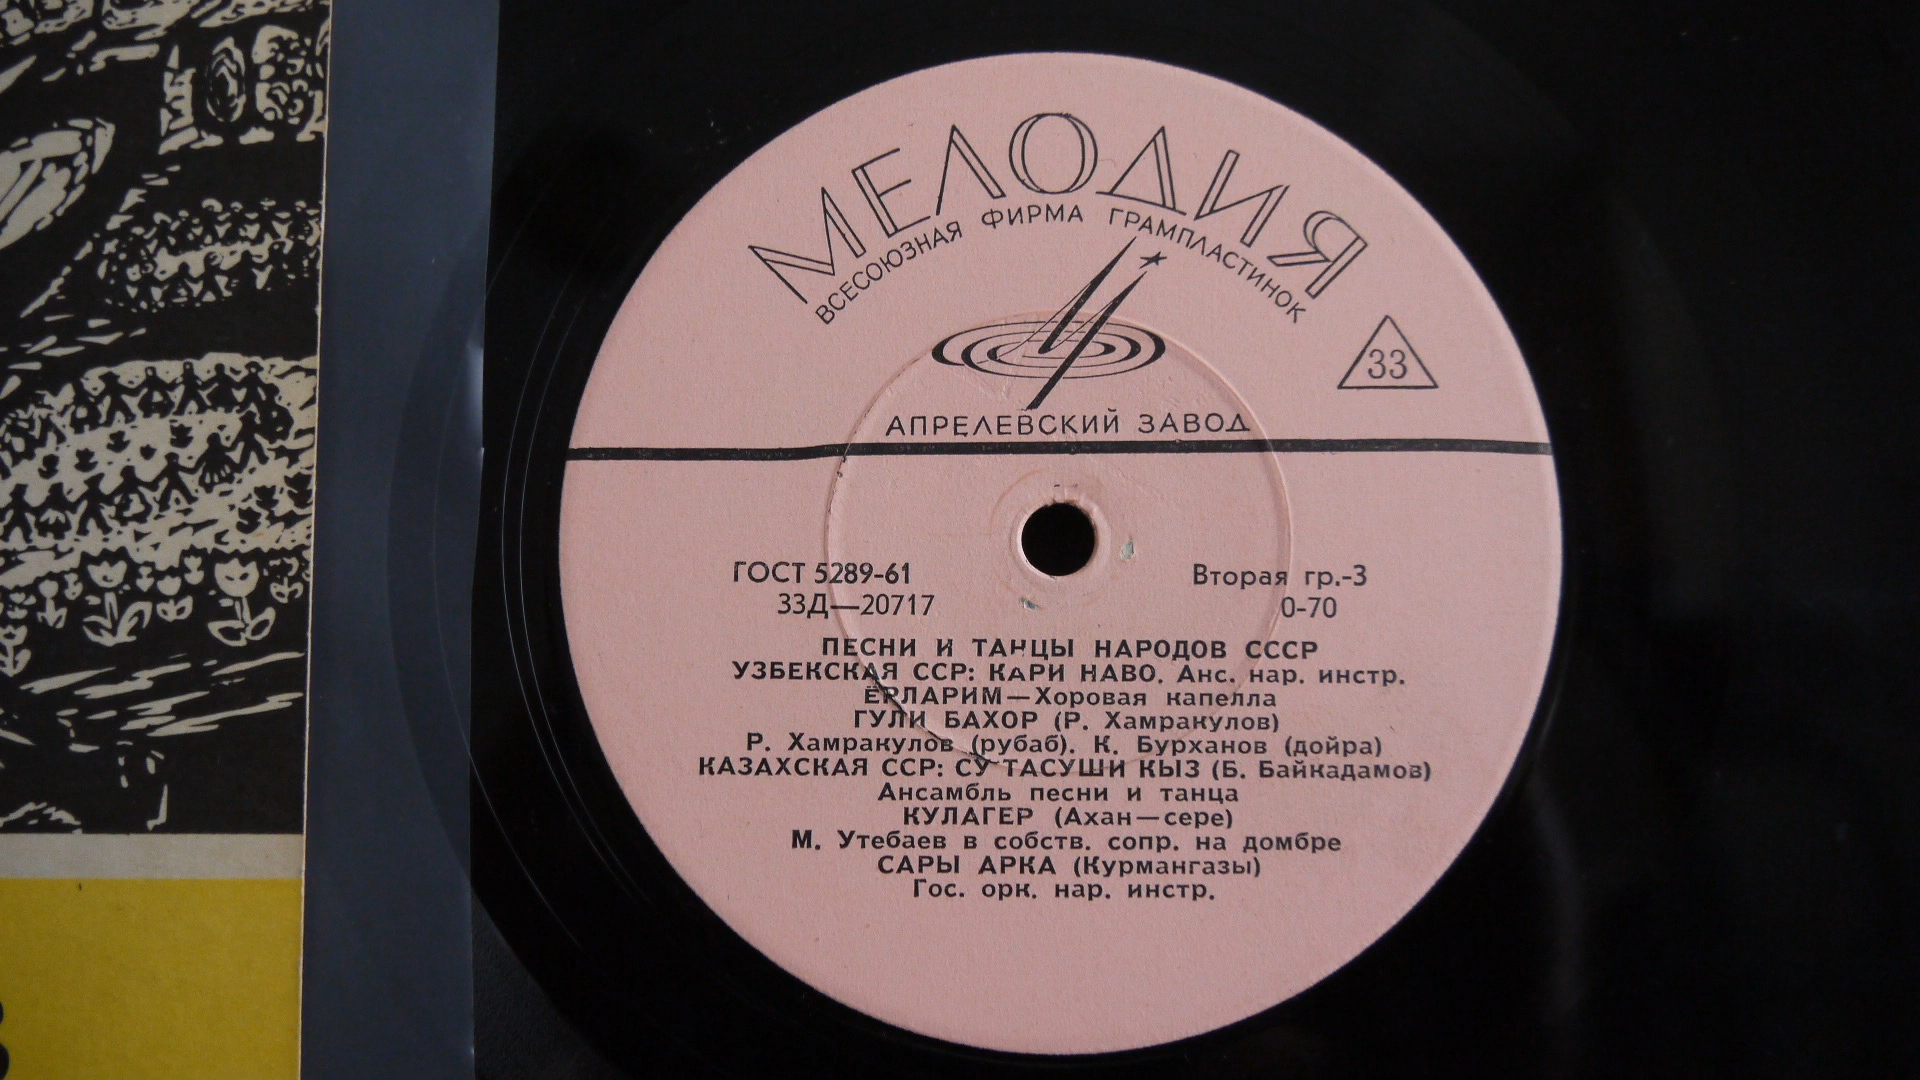 МЕЛОДИЯ
ВСЕСОЮЗНАЯ ФИРМА ГРАМПЛАСТИНОК
33
АПРЕЛЕВСКИЙ ЗАВОД
ГОСТ 5289-61 Вторая гр.-3
33Д—20717 0-70
ПЕСНИ И ТАНЦЫ НАРОДОВ СССР
УЗБЕКСКАЯ ССР: КАРИ НАВО. Анс. нар. инстр.
ЁРЛАРИМ—Хоровая капелла
ГУЛИ БАХОР (Р. Хамракулов)
Р. Хамракулов (рубаб). К. Бурханов (дойра)
КАЗАХСКАЯ ССР: СУ ТАСУШИ КЫЗ (Б. Байкадамов)
Ансамбль песни и танца
КУЛАГЕР (Ахан—сере)
М. Утебаев в собств. сопр. на домбре
САРЫ АРКА (Курмангазы)
Гос. орк. нар. инстр.